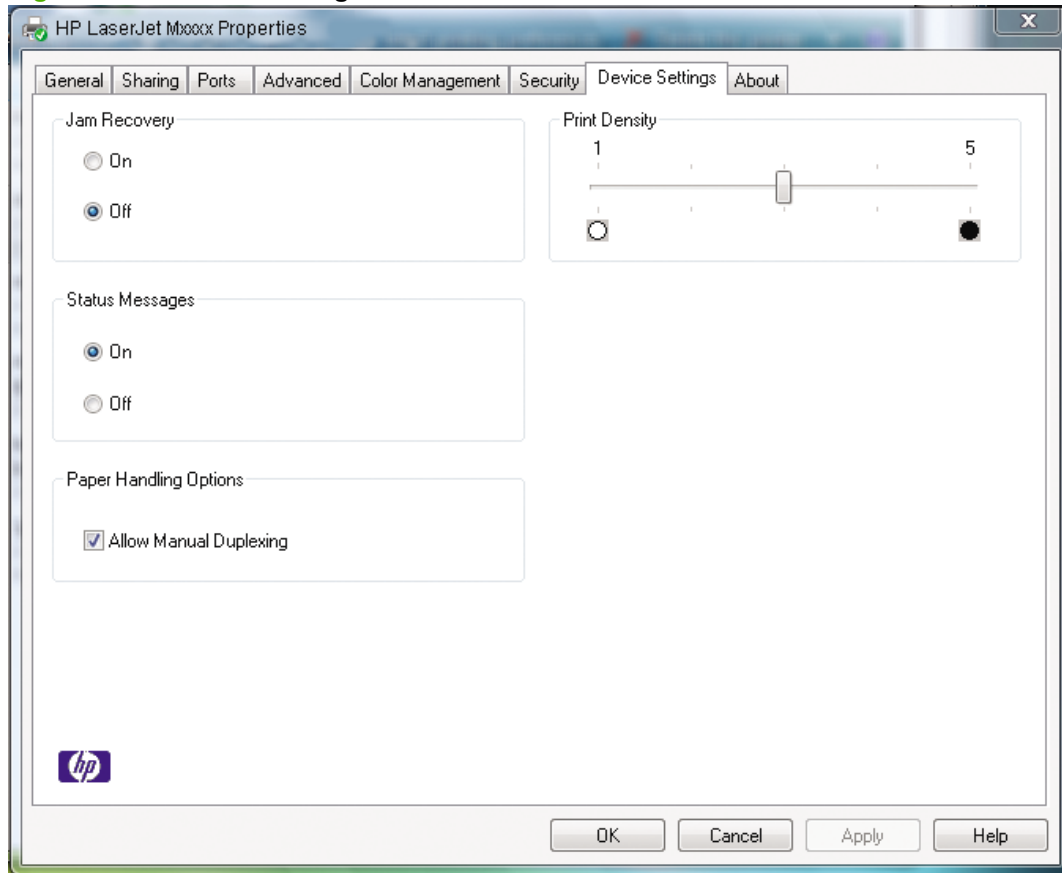 HP LaserJet Mxxxx Properties
X
General Sharing Ports Advanced Color Management Security Device Settings About
Jam Recovery
On
Off
Print Density
1 5
Status Messages
On
Off
Paper Handling Options
Allow Manual Duplexing
hp
OK Cancel Apply Help